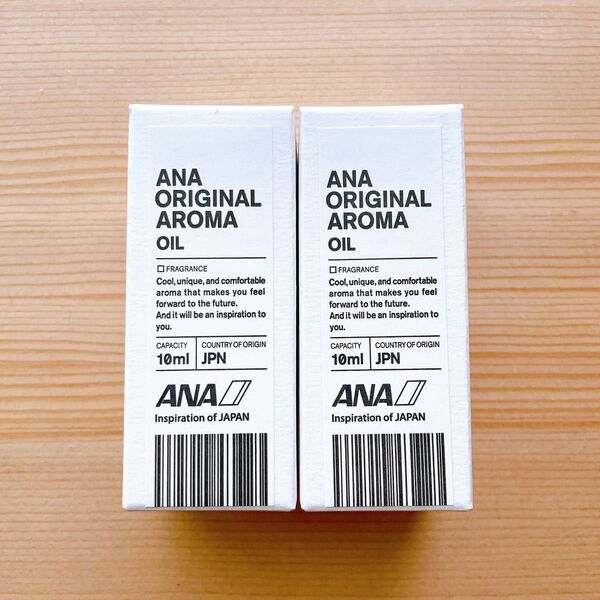 ANA
ORIGINAL
AROMA
OIL
FRAGRANCE
Cool, unique, and comfortable
aroma that makes you feel
forward to the future.
And it will be an inspiration to
you.
CAPACITY
10ml
COUNTRY OF ORIGIN
JPN
ANA
Inspiration of JAPAN
ANA
ORIGINAL
AROMA
OIL
FRAGRANCE
Cool, unique, and comfortable
aroma that makes you feel
forward to the future.
And it will be an inspiration to
you.
CAPACITY
10ml
COUNTRY OF ORIGIN
JPN
ANA
Inspiration of JAPAN